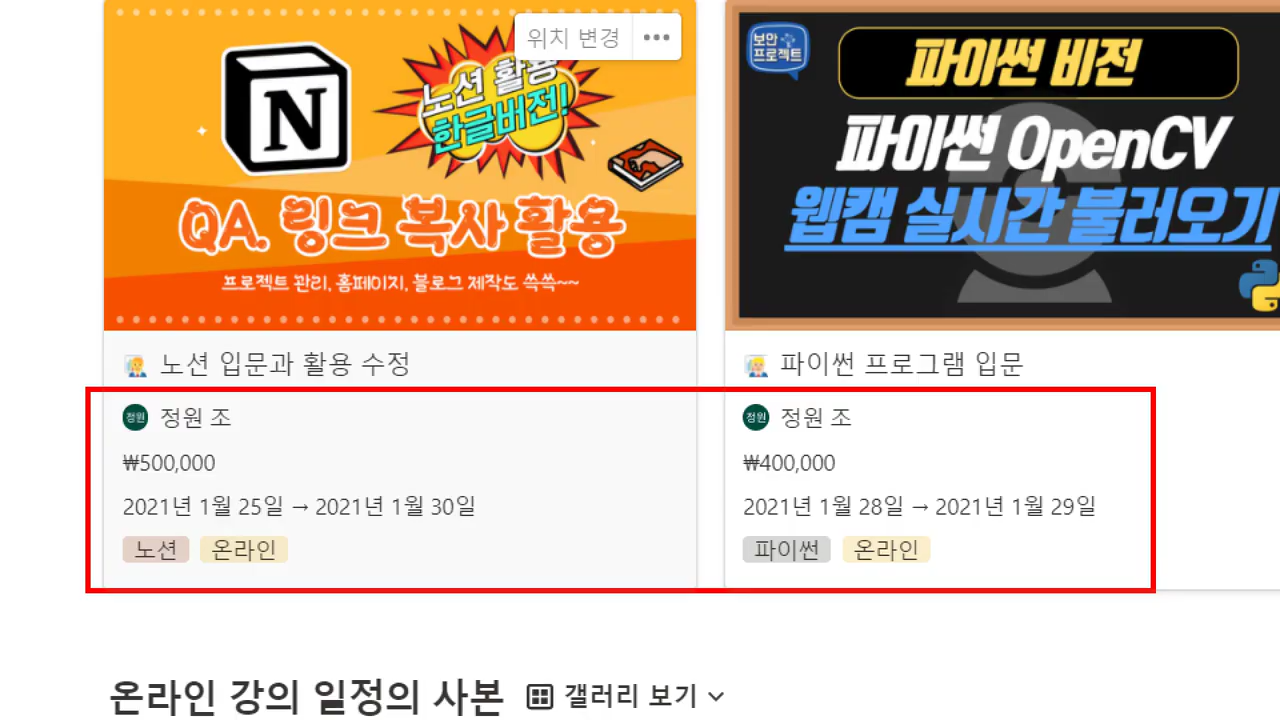 위치 변경 •••
N
노션 활용
한글버전!
QA. 링크 복사 활용
프로젝트 관리, 홈페이지, 블로그 제작도 쓱쓱~~
노션 입문과 활용 수정
정원 정원 조
₩500,000
2021년 1월 25일 → 2021년 1월 30일
노션 온라인
보안
프로젝트
파이썬 비전
파이썬 OpenCV
웹캠 실시간 불러오기
파이썬 프로그램 입문
정원 정원 조
₩400,000
2021년 1월 28일 → 2021년 1월 29일
파이썬 온라인
온라인 강의 일정의 사본 갤러리 보기